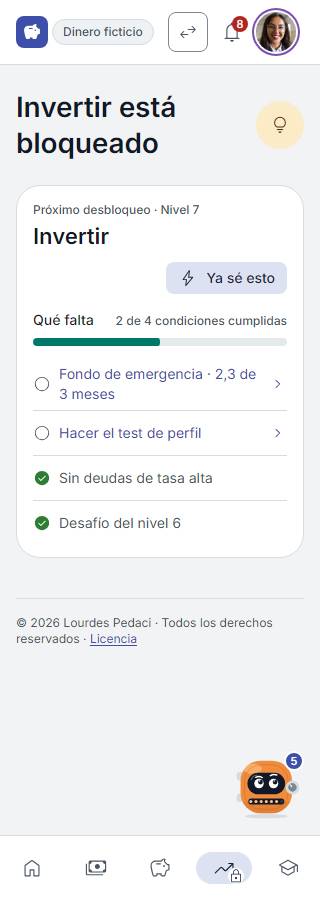 Dinero ficticio
8
Invertir está
bloqueado
Próximo desbloqueo · Nivel 7
Invertir
Ya sé esto
Qué falta
2 de 4 condiciones cumplidas
Fondo de emergencia · 2,3 de
3 meses
Hacer el test de perfil
Sin deudas de tasa alta
Desafío del nivel 6
© 2026 Lourdes Pedaci · Todos los derechos
reservados · Licencia
5